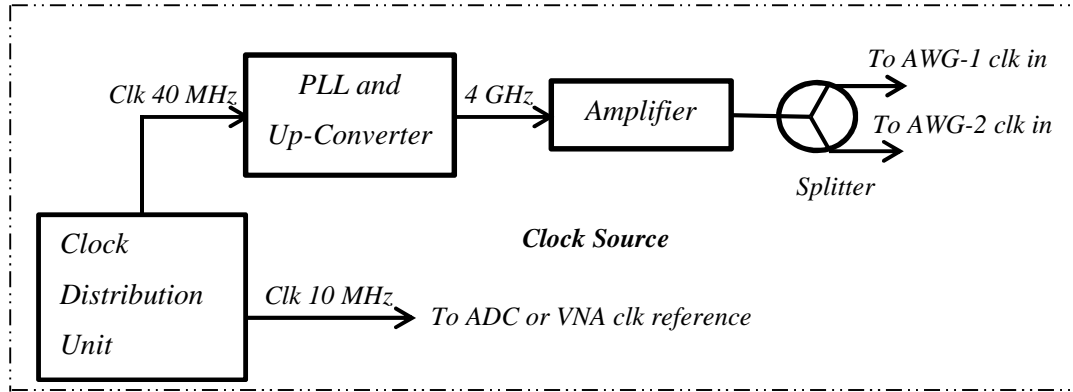 To AWG-1 clk in
Clk 40 MHz
PLL and
Up-Converter
4 GHz
Amplifier
To AWG-2 clk in
Splitter
Clock Source
Clock
Distribution
Unit
Clk 10 MHz
To ADC or VNA clk reference